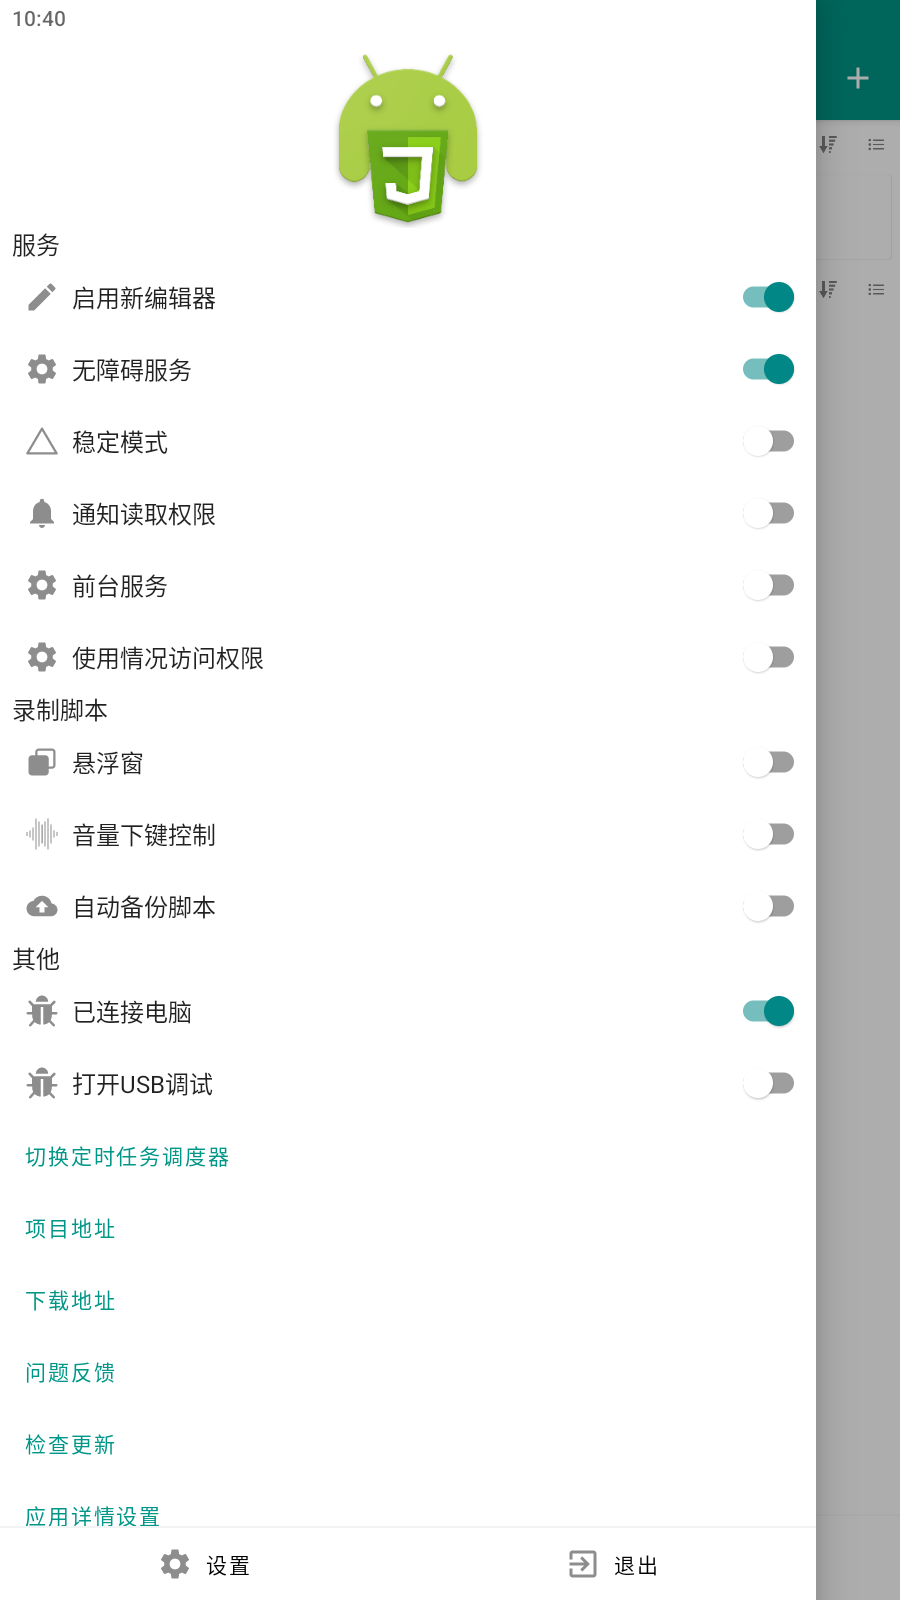 10:40
服务
启用新编辑器
无障碍服务
稳定模式
通知读取权限
前台服务
使用情况访问权限
录制脚本
悬浮窗
音量下键控制
自动备份脚本
其他
已连接电脑
打开USB调试
切换定时任务调度器
项目地址
下载地址
问题反馈
检查更新
应用详情设置
设置
退出